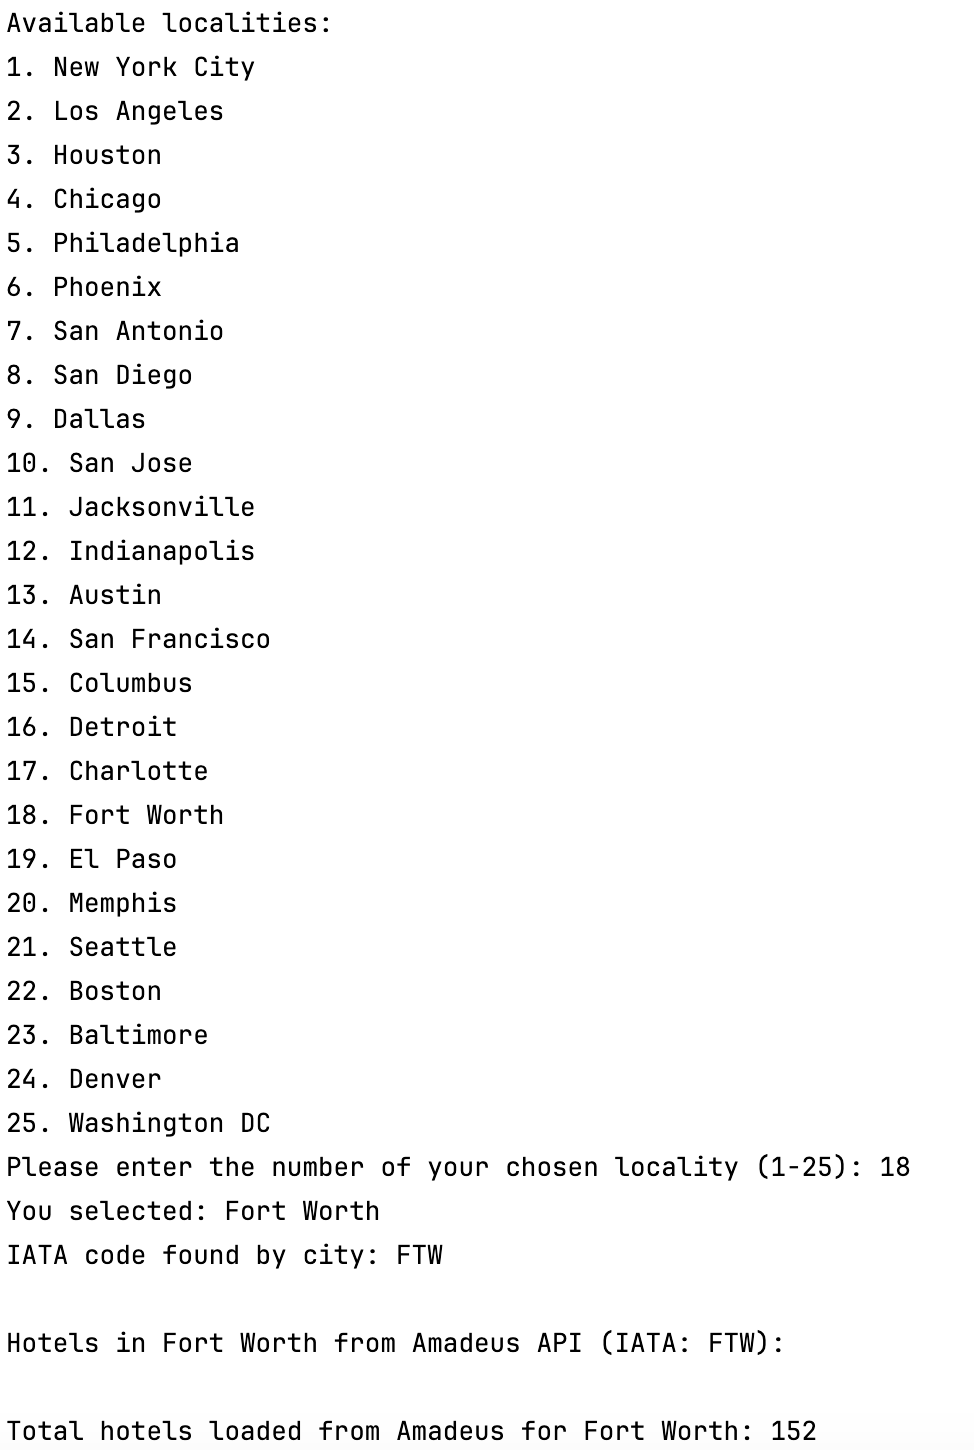 Available localities:
1. New York City
2. Los Angeles
3. Houston
4. Chicago
5. Philadelphia
6. Phoenix
7. San Antonio
8. San Diego
9. Dallas
10. San Jose
11. Jacksonville
12. Indianapolis
13. Austin
14. San Francisco
15. Columbus
16. Detroit
17. Charlotte
18. Fort Worth
19. El Paso
20. Memphis
21. Seattle
22. Boston
23. Baltimore
24. Denver
25. Washington DC
Please enter the number of your chosen locality (1-25): 18
You selected: Fort Worth
IATA code found by city: FTW
Hotels in Fort Worth from Amadeus API (IATA: FTW):
Total hotels loaded from Amadeus for Fort Worth: 152